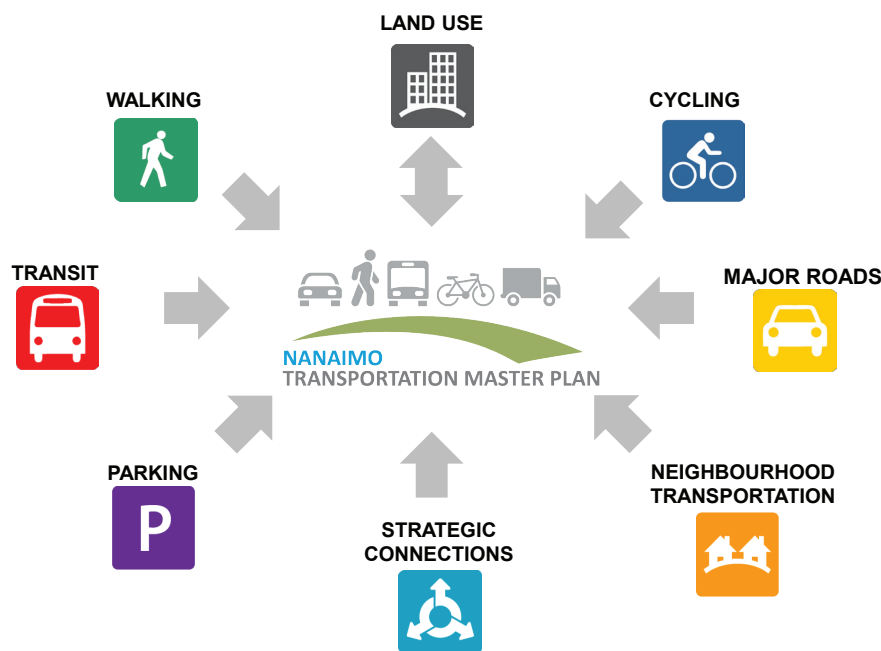 LAND USE
WALKING
CYCLING
TRANSIT
MAJOR ROADS
NANAIMO
TRANSPORTATION MASTER PLAN
PARKING
P
NEIGHBOURHOOD
TRANSPORTATION
STRATEGIC
CONNECTIONS